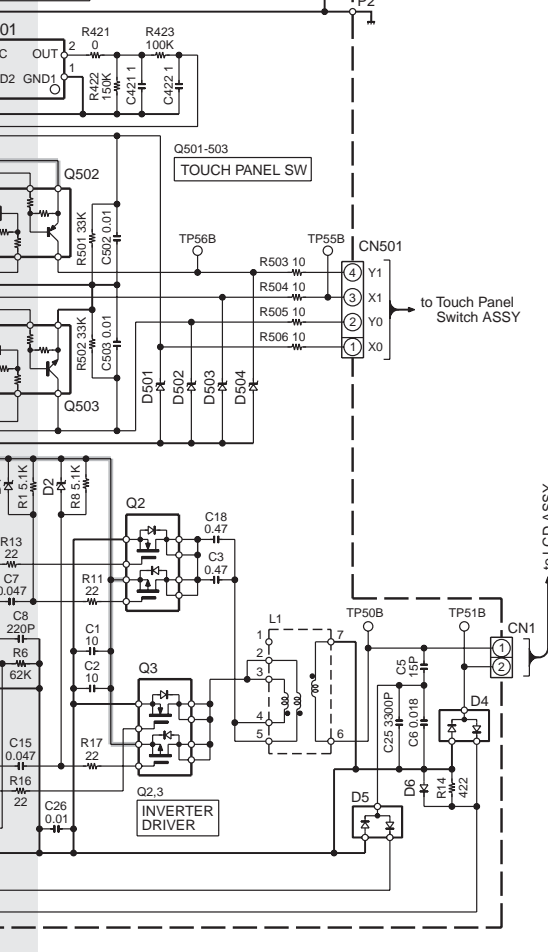 P2
01
C
OUT
2
D2
GND1
1
R421
0
R423
100K
R422
150K
C421 1
C422 1
Q501-503
TOUCH PANEL SW
Q502
R501 33K
C502 0.01
TP56B
TP55B
CN501
R503 10
4
Y1
R504 10
3
X1
R505 10
2
Y0
R506 10
1
X0
to Touch Panel
Switch ASSY
R502 33K
C503 0.01
D501
D502
D503
D504
Q503
R1 5.1K
D2
R8 5.1K
Q2
C18
0.47
C3
0.47
R13
22
C7
0.047
R11
22
C8
220P
R6
62K
C1
10
C2
10
Q3
L1
1
2
3
4
5
7
6
TP50B
TP51B
to LCD ASSY
CN1
1
2
C5
15P
C25 3300P
C6 0.018
D4
C15
0.047
R17
22
R16
22
Q2,3
INVERTER
DRIVER
C26
0.01
D5
D6
R14
422